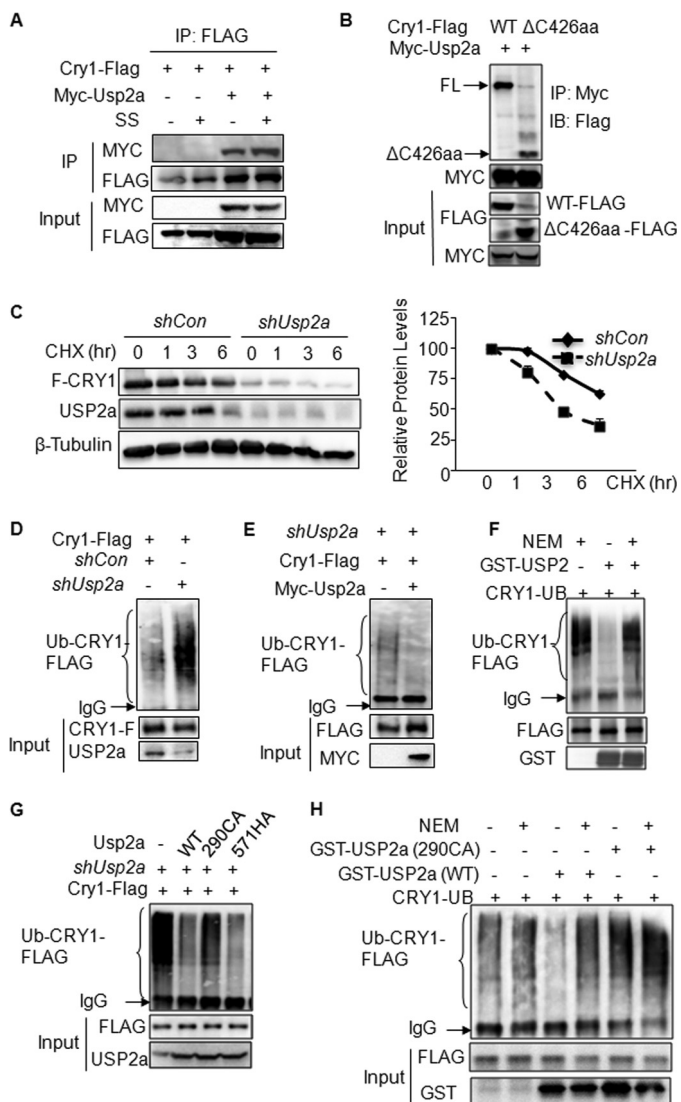 A
IP: FLAG
Cry1-Flag + + + +
Myc-Usp2a - - + +
SS - + - +
IP
MYC
FLAG
Input
MYC
FLAG
B
Cry1-Flag WT ΔC426aa
Myc-Usp2a + +
FL
IP: Myc
IB: Flag
ΔC426aa
MYC
Input
FLAG
WT-FLAG
ΔC426aa-FLAG
MYC
C
shCon shUsp2a
CHX (hr) 0 1 3 6 0 1 3 6
F-CRY1
USP2a
β-Tubulin
Relative Protein Levels
125
100
75
50
25
0
shCon
shUsp2a
0 1 3 6 CHX (hr)
D
Cry1-Flag + +
shCon + -
shUsp2a - +
Ub-CRY1-
FLAG
IgG
Input
CRY1-F
USP2a
E
shUsp2a + +
Cry1-Flag + +
Myc-Usp2a - +
Ub-CRY1-
FLAG
IgG
Input
FLAG
MYC
F
NEM + - +
GST-USP2 - + +
CRY1-UB + + +
Ub-CRY1-
FLAG
IgG
FLAG
GST
G
Usp2a - WT 290CA 571HA
shUsp2a + + + +
Cry1-Flag + + + +
Ub-CRY1-
FLAG
IgG
Input
FLAG
USP2a
H
NEM - + - + - +
GST-USP2a (290CA) - - - - + +
GST-USP2a (WT) - - + + - -
CRY1-UB + + + + + +
Ub-CRY1-
FLAG
IgG
Input
FLAG
GST